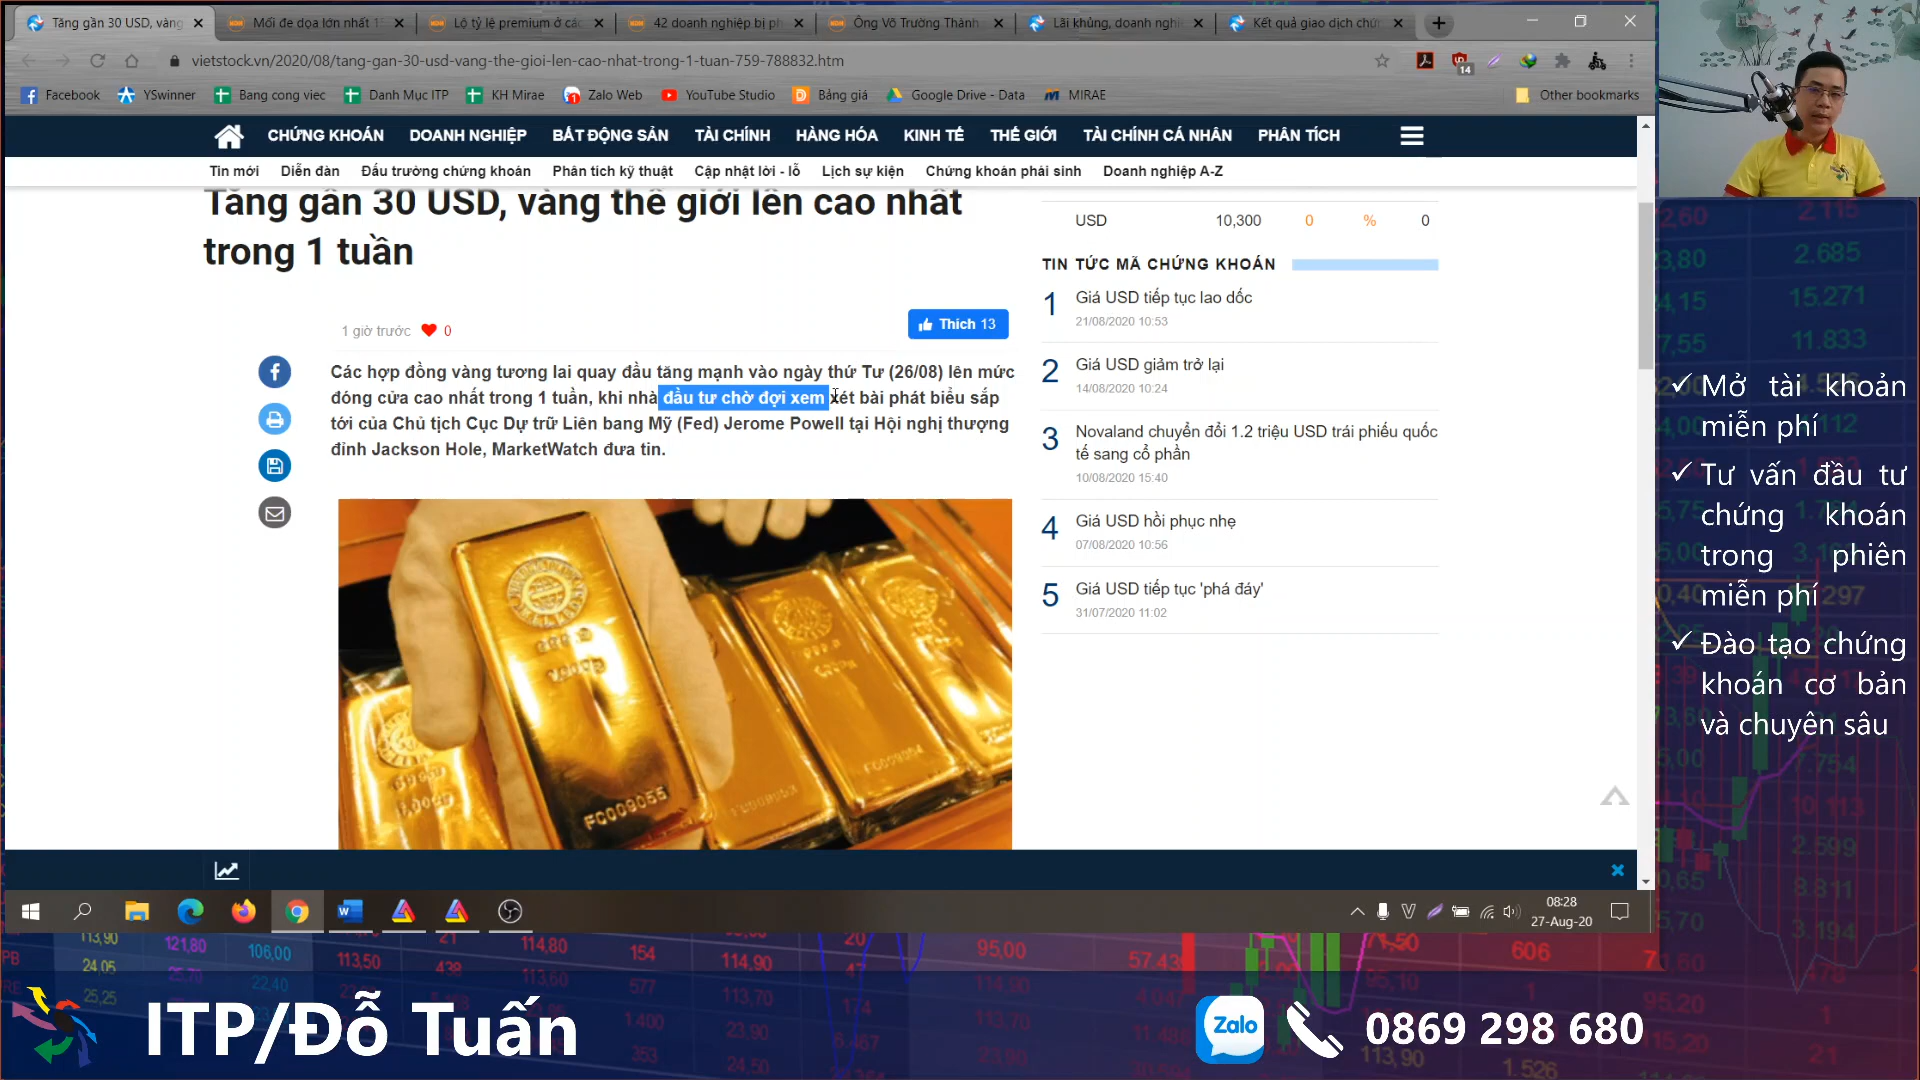 Tăng gần 30 USD, vàng
Mối đe dọa lớn nhất 1
Lộ tỷ lệ premium ở các
42 doanh nghiệp bị ph
Ông Võ Trường Thành
Lãi khủng, doanh nghi
Kết quả giao dịch chứn
vietstock.vn/2020/08/tang-gan-30-usd-vang-the-gioi-len-cao-nhat-trong-1-tuan-759-788832.htm
14
Facebook YSwinner Bang cong viec Danh Mục ITP KH Mirae Zalo Web YouTube Studio Bảng giá Google Drive - Data MIRAE Other bookmarks
CHỨNG KHOÁN DOANH NGHIỆP BẤT ĐỘNG SẢN TÀI CHÍNH HÀNG HÓA KINH TẾ THẾ GIỚI TÀI CHÍNH CÁ NHÂN PHÂN TÍCH
Tin mới Diễn đàn Đấu trường chứng khoán Phân tích kỹ thuật Cập nhật lời - lỗ Lịch sự kiện Chứng khoán phái sinh Doanh nghiệp A-Z
Tăng gần 30 USD, vàng thế giới lên cao nhất
trong 1 tuần
1 giờ trước 0
Thích 13
Các hợp đồng vàng tương lai quay đầu tăng mạnh vào ngày thứ Tư (26/08) lên mức
đóng cửa cao nhất trong 1 tuần, khi nhà đầu tư chờ đợi xem xét bài phát biểu sắp
tới của Chủ tịch Cục Dự trữ Liên bang Mỹ (Fed) Jerome Powell tại Hội nghị thượng
đỉnh Jackson Hole, MarketWatch đưa tin.
FC009055
USD 10,300 0 % 0
TIN TỨC MÃ CHỨNG KHOÁN
1 Giá USD tiếp tục lao dốc
21/08/2020 10:53
2 Giá USD giảm trở lại
14/08/2020 10:24
3 Novaland chuyển đổi 1.2 triệu USD trái phiếu quốc
tế sang cổ phần
10/08/2020 15:40
4 Giá USD hồi phục nhẹ
07/08/2020 10:56
5 Giá USD tiếp tục 'phá đáy'
31/07/2020 11:02
08:28
27-Aug-20
✓ Mở tài khoản
miễn phí
✓ Tư vấn đầu tư
chứng khoán
trong phiên
miễn phí
✓ Đào tạo chứng
khoán cơ bản
và chuyên sâu
ITP/Đỗ Tuấn
Zalo
0869 298 680